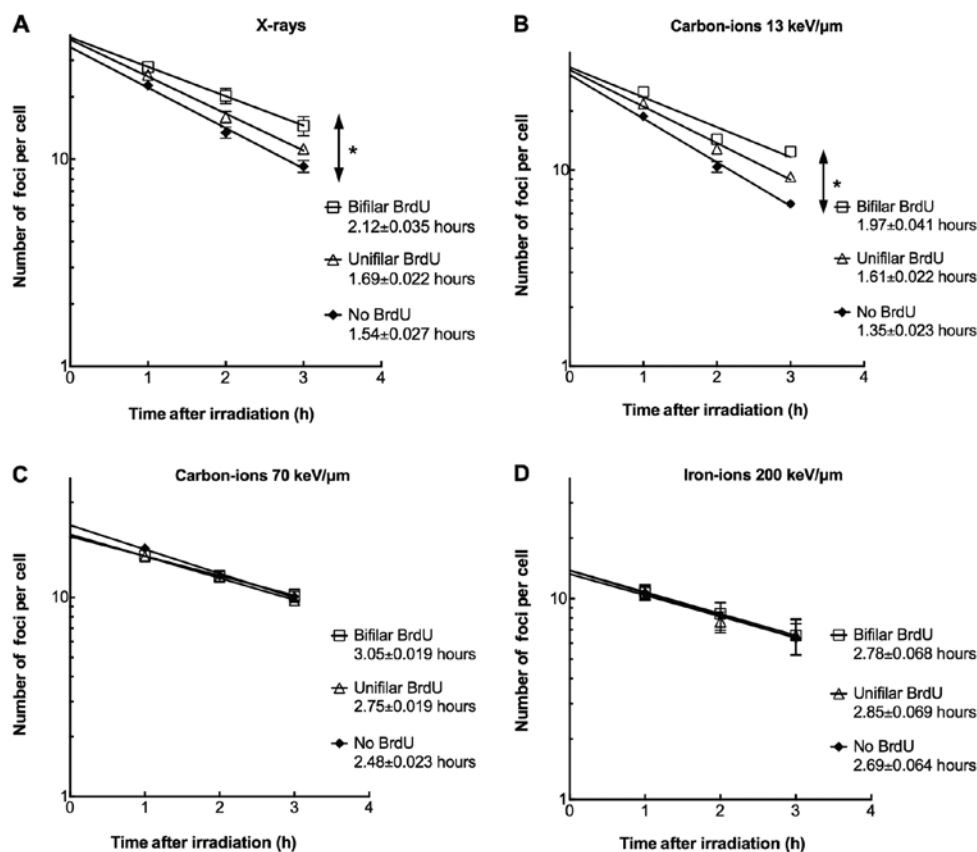 A
X-rays
Number of foci per cell
10
1
0 1 2 3 4
Time after irradiation (h)
*
Bifilar BrdU
2.12±0.035 hours
Unifilar BrdU
1.69±0.022 hours
No BrdU
1.54±0.027 hours
B
Carbon-ions 13 keV/μm
Number of foci per cell
10
1
0 1 2 3 4
Time after irradiation (h)
*
Bifilar BrdU
1.97±0.041 hours
Unifilar BrdU
1.61±0.022 hours
No BrdU
1.35±0.023 hours
C
Carbon-ions 70 keV/μm
Number of foci per cell
10
1
0 1 2 3 4
Time after irradiation (h)
Bifilar BrdU
3.05±0.019 hours
Unifilar BrdU
2.75±0.019 hours
No BrdU
2.48±0.023 hours
D
Iron-ions 200 keV/μm
Number of foci per cell
10
1
0 1 2 3 4
Time after irradiation (h)
Bifilar BrdU
2.78±0.068 hours
Unifilar BrdU
2.85±0.069 hours
No BrdU
2.69±0.064 hours